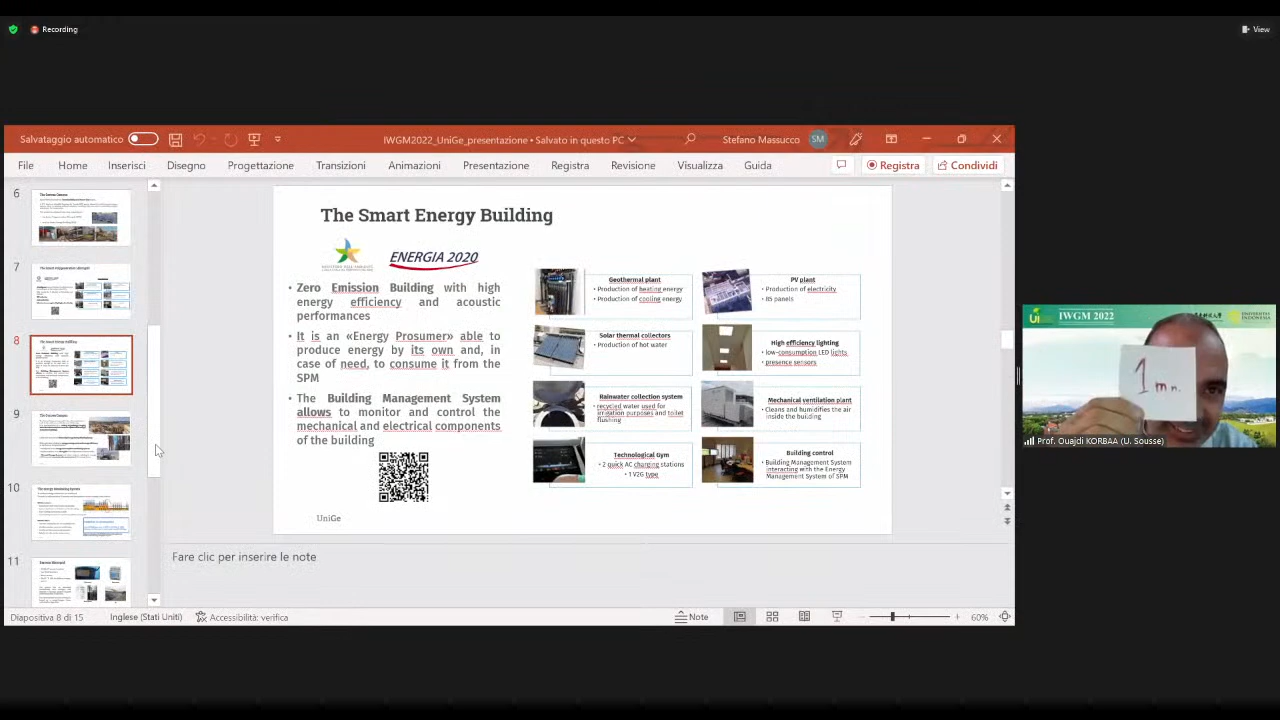 Recording
View
Salvataggio automatico
IWGM2022_UniGe_presentazione • Salvato in questo PC
Stefano Massucco
SM
File
Home
Inserisci
Disegno
Progettazione
Transizioni
Animazioni
Presentazione
Registra
Revisione
Visualizza
Guida
Registra
Condividi
6
7
8
9
10
11
The Smart Energy Building
ENERGIA 2020
• Zero Emission Building with high
energy efficiency and acoustic
performances
• It is an «Energy Prosumer» able to
produce energy by its own and, in
case of need, to consume it from the
SPM
• The Building Management System
allows to monitor and control the
mechanical and electrical components
of the building
UniGe
Geothermal plant
• Production of heating energy
• Production of cooling energy
PV plant
• Production of electricity
• 85 panels
Solar thermal collectors
• Production of hot water
High efficiency lighting
• low-consumption LED lights
• presence sensors
Rainwater collection system
• recycled water used for
irrigation purposes and toilet
flushing
Mechanical ventilation plant
• Cleans and humidifies the air
inside the building
Technological Gym
• 2 quick AC charging stations
• 1 V2G type
Building control
• Building Management System
interacting with the Energy
Management System of SPM
Fare clic per inserire le note
Diapositiva 8 di 15
Inglese (Stati Uniti)
Accessibilità: verifica
Note
60%
UI
IWGM 2022
UNIVERSITAS
INDONESIA
1 mn.
Prof. Ouajdi KORBAA (U. Sousse)